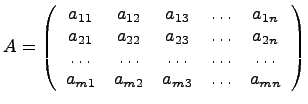 A = ( a₁₁ a₁₂ a₁₃ … a₁ₙ
a₂₁ a₂₂ a₂₃ … a₂ₙ
… … … … …
aₘ₁ aₘ₂ aₘ₃ … aₘₙ )